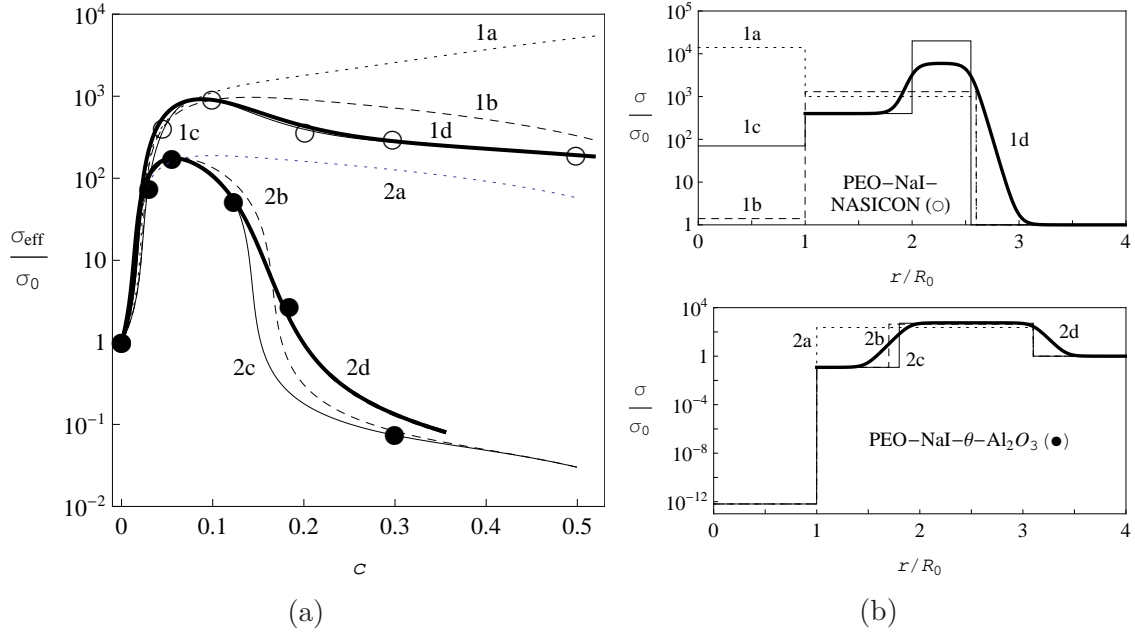 10^4
10^3
10^2
10
1
10^{-1}
10^{-2}
σ_eff
σ_0
1a
1b
1c
1d
2a
2b
2c
2d
0 0.1 0.2 0.3 0.4 0.5
c
(a)
10^5
10^4
10^3
10^2
10
1
σ
σ_0
1a
1c
1b
1d
PEO−NaI−
NASICON (○)
0 1 2 3 4
r/R_0
10^4
1
10^{-4}
10^{-8}
10^{-12}
σ
σ_0
2a
2b
2c
2d
PEO−NaI−θ−Al_2O_3 (●)
0 1 2 3 4
r/R_0
(b)